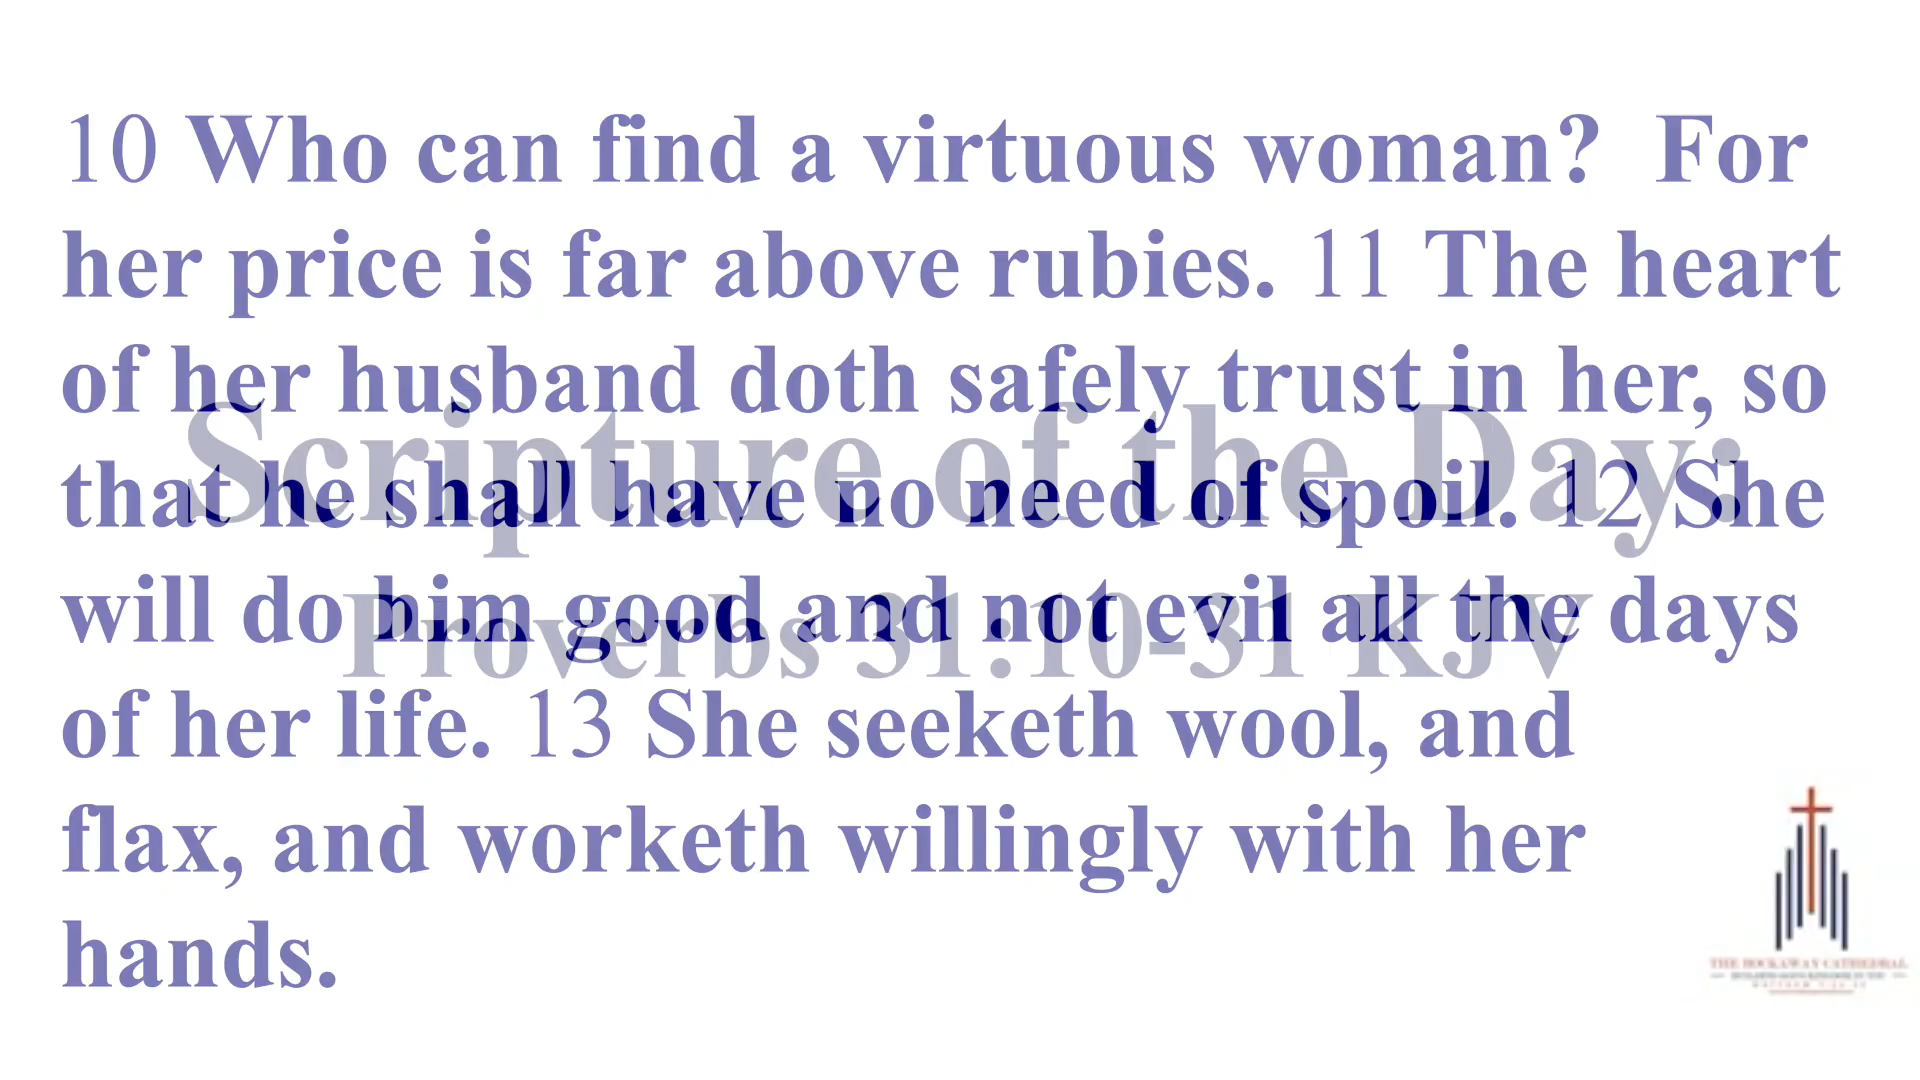 10 Who can find a virtuous woman?  For
her price is far above rubies. 11 The heart
of her husband doth safely trust in her, so
that he shall have no need of spoil. 12 She
will do him good and not evil all the days
of her life. 13 She seeketh wool, and
flax, and worketh willingly with her
hands.
Scripture of the Day:
Proverbs 31:10-31 KJV
THE ROCKAWAY CATHEDRAL